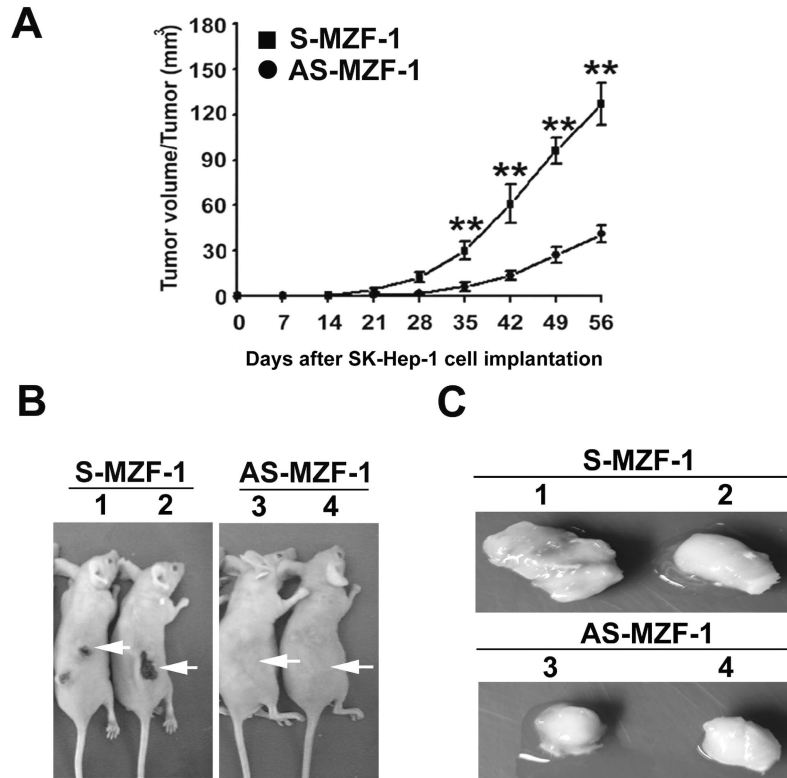 A
Tumor volume/Tumor (mm³)
180
150
120
90
60
30
0
S-MZF-1
AS-MZF-1
**
**
**
**
0 7 14 21 28 35 42 49 56
Days after SK-Hep-1 cell implantation
B
S-MZF-1 AS-MZF-1
1 2 3 4
C
S-MZF-1
1 2
AS-MZF-1
3 4